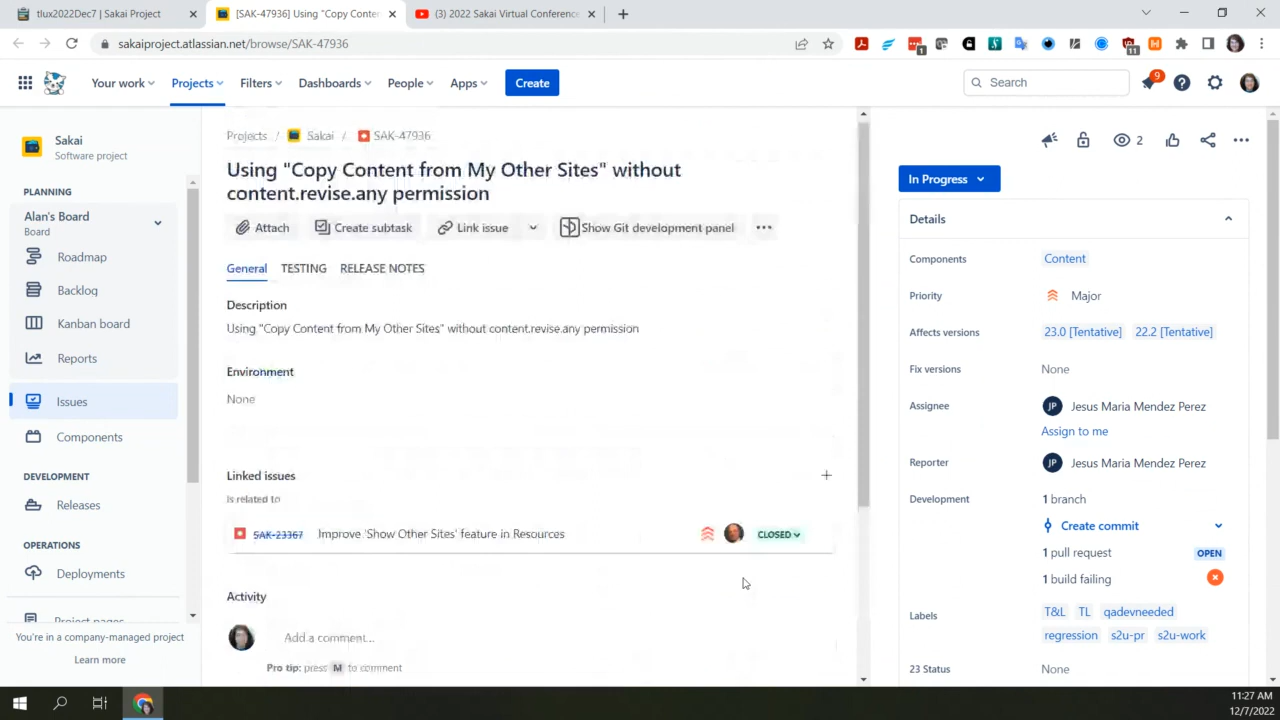 tlux2022Dec7 | Sakai Project
[SAK-47936] Using "Copy Conten
(3) 2022 Sakai Virtual Conference
sakaiproject.atlassian.net/browse/SAK-47936
1
11
Your work
Projects
Filters
Dashboards
People
Apps
Create
Search
9
Sakai
Software project
PLANNING
Alan's Board
Board
Roadmap
Backlog
Kanban board
Reports
Issues
Components
DEVELOPMENT
Releases
OPERATIONS
Deployments
Project pages
You're in a company-managed project
Learn more
Projects / Sakai / SAK-47936
Using "Copy Content from My Other Sites" without
content.revise.any permission
Attach
Create subtask
Link issue
Show Git development panel
General
TESTING
RELEASE NOTES
Description
Using "Copy Content from My Other Sites" without content.revise.any permission
Environment
None
Linked issues
is related to
SAK-23367 Improve 'Show Other Sites' feature in Resources
CLOSED
Activity
Add a comment...
Pro tip: press M to comment
2
In Progress
Details
Components
Content
Priority
Major
Affects versions
23.0 [Tentative] 22.2 [Tentative]
Fix versions
None
Assignee
JP Jesus Maria Mendez Perez
Assign to me
Reporter
JP Jesus Maria Mendez Perez
Development
1 branch
Create commit
1 pull request OPEN
1 build failing
Labels
T&L TL qadevneeded
regression s2u-pr s2u-work
23 Status
None
11:27 AM
12/7/2022